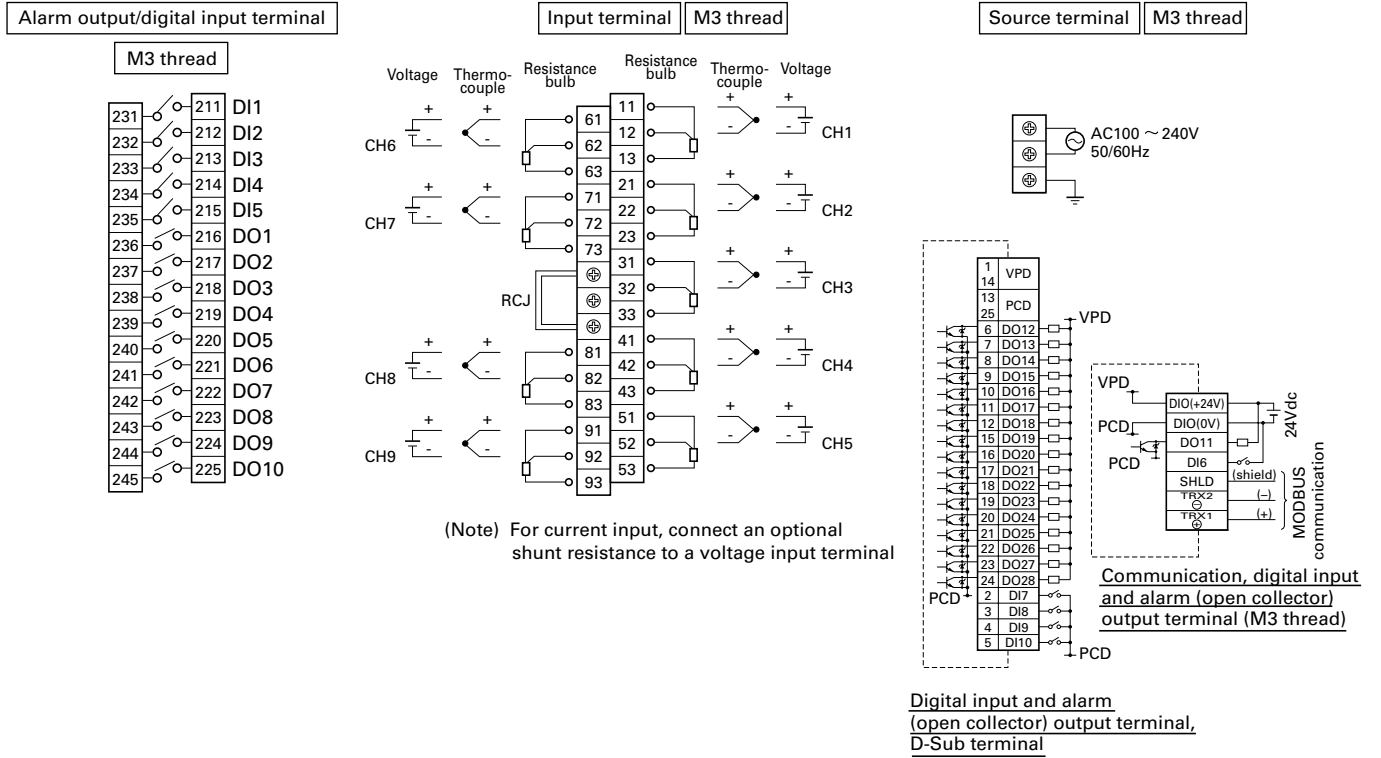 Alarm output/digital input terminal
M3 thread
231 211 DI1
232 212 DI2
233 213 DI3
234 214 DI4
235 215 DI5
236 216 DO1
237 217 DO2
238 218 DO3
239 219 DO4
240 220 DO5
241 221 DO6
242 222 DO7
243 223 DO8
244 224 DO9
245 225 DO10
Input terminal
M3 thread
Voltage
Thermo-
couple
Resistance
bulb
Resistance
bulb
Thermo-
couple
Voltage
CH6
+
-
+
-
61
62
63
CH7
+
-
+
-
71
72
73
RCJ
CH8
+
-
+
-
81
82
83
CH9
+
-
+
-
91
92
93
11
12
13
+
-
+
-
CH1
21
22
23
+
-
+
-
CH2
31
32
33
+
-
+
-
CH3
41
42
43
+
-
+
-
CH4
51
52
53
+
-
+
-
CH5
(Note) For current input, connect an optional
shunt resistance to a voltage input terminal
Source terminal
M3 thread
AC100 ～ 240V
50/60Hz
1
14
VPD
13
25
PCD
VPD
6 DO12
7 DO13
8 DO14
9 DO15
10 DO16
11 DO17
12 DO18
15 DO19
16 DO20
17 DO21
18 DO22
19 DO23
20 DO24
21 DO25
22 DO26
23 DO27
24 DO28
PCD
2 DI7
3 DI8
4 DI9
5 DI10
PCD
Digital input and alarm
(open collector) output terminal,
D-Sub terminal
VPD
PCD
PCD
DIO(+24V)
DIO(0V)
DO11
DI6
SHLD (shield)
TRX2 (−)
⊖
TRX1 (+)
⊕
24Vdc
MODBUS
communication
Communication, digital input
and alarm (open collector)
output terminal (M3 thread)